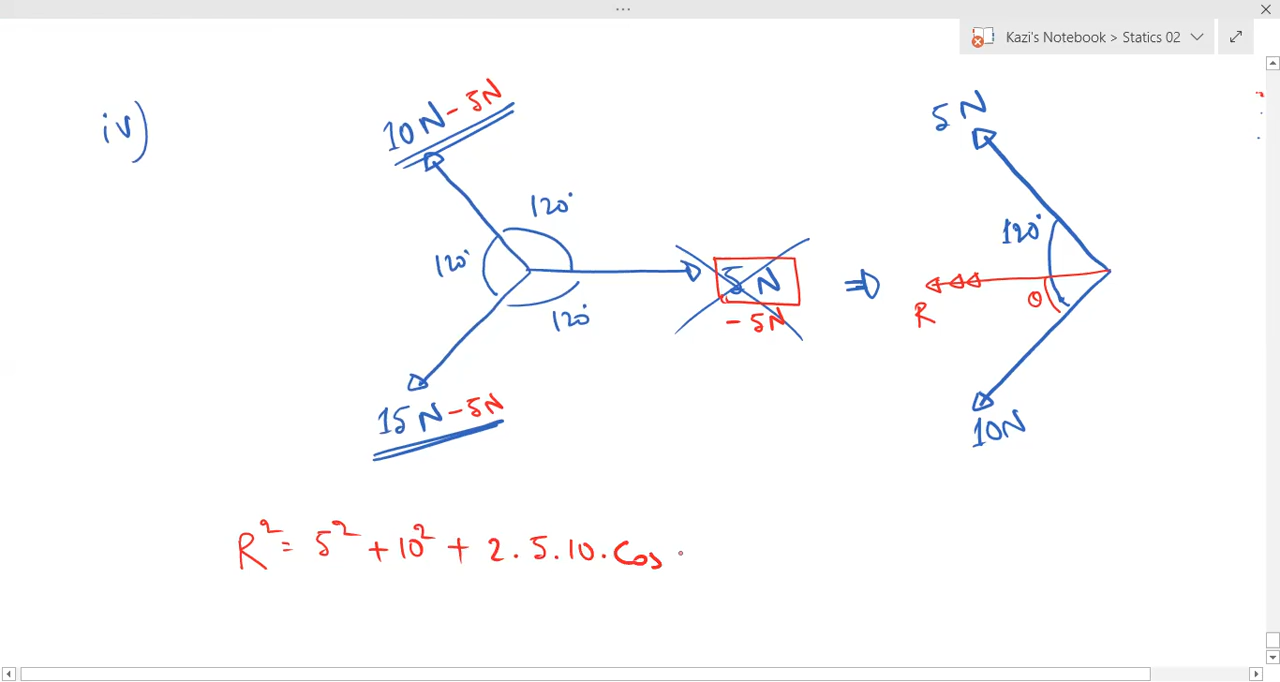 Kazi's Notebook > Statics 02
iv)
10N - 5N
120°
120°
120°
5N
- 5N
15N - 5N
⇒
5N
120°
R
θ
10N
R² = 5² + 10² + 2 . 5 . 10 . Cos